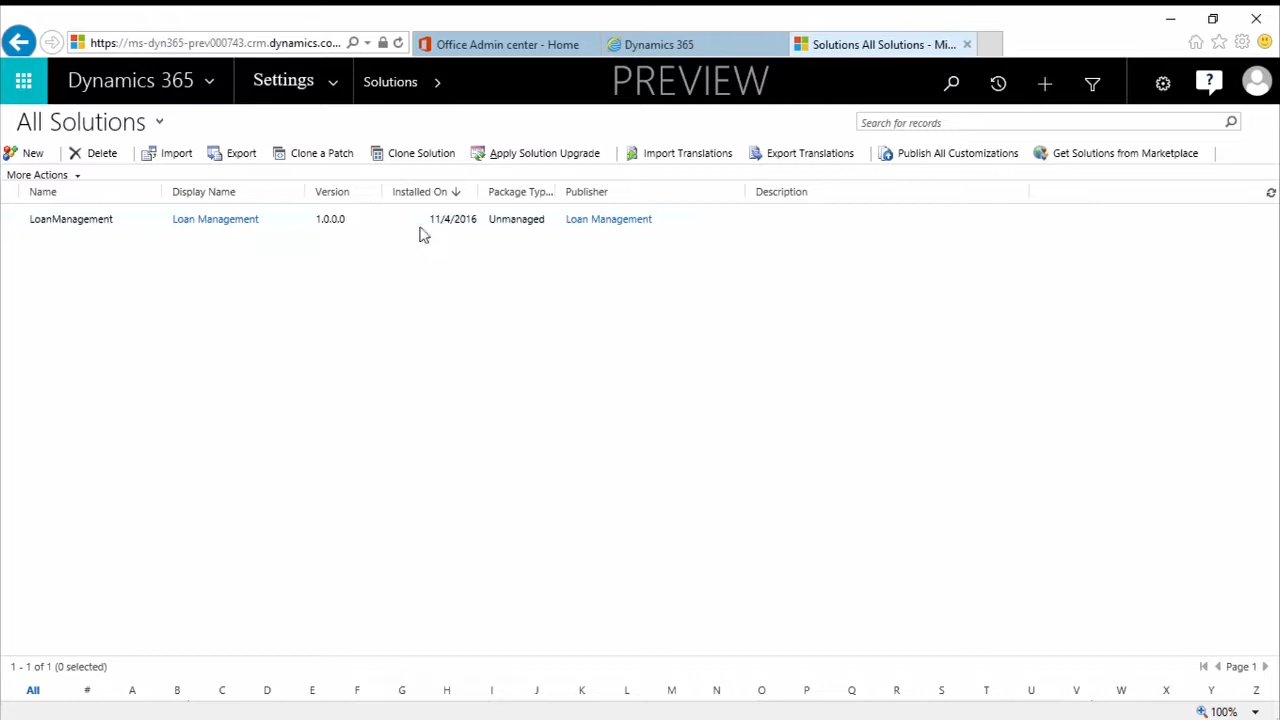 https://ms-dyn365-prev000743.crm.dynamics.co... Office Admin center - Home Dynamics 365 Solutions All Solutions - Mi...
Dynamics 365 Settings Solutions PREVIEW ?
All Solutions Search for records
New Delete Import Export Clone a Patch Clone Solution Apply Solution Upgrade Import Translations Export Translations Publish All Customizations Get Solutions from Marketplace
More Actions
Name Display Name Version Installed On Package Typ... Publisher Description
LoanManagement Loan Management 1.0.0.0 11/4/2016 Unmanaged Loan Management
1 - 1 of 1 (0 selected) Page 1
All # A B C D E F G H I J K L M N O P Q R S T U V W X Y Z
100%